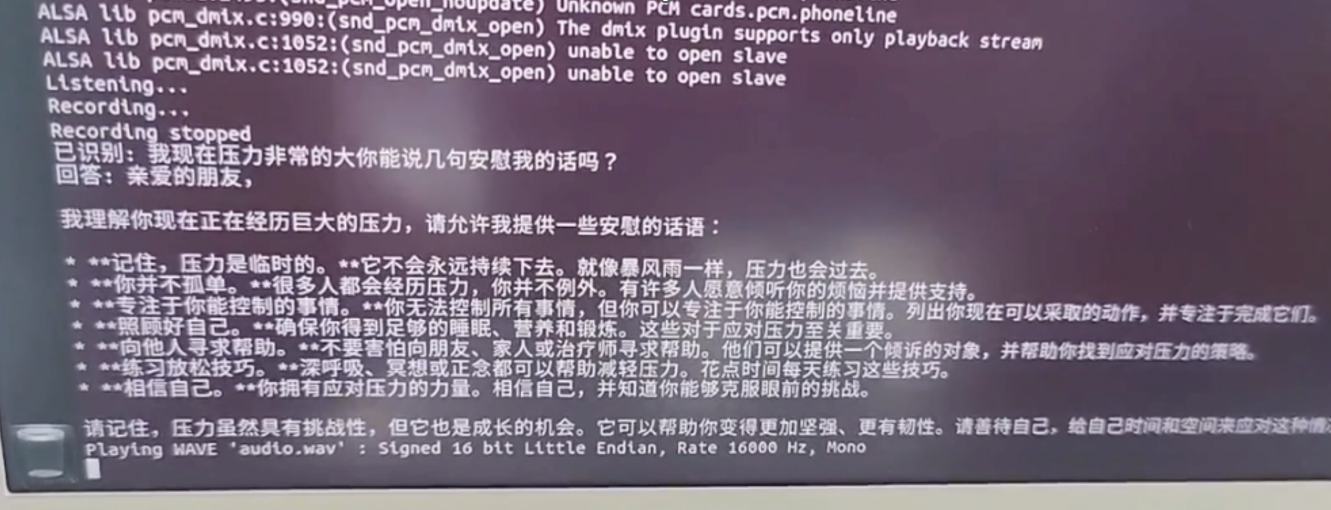 (snd_pcm_open_noupdate) Unknown PCM cards.pcm.phoneline
ALSA lib pcm_dmix.c:990:(snd_pcm_dmix_open) The dmix plugin supports only playback stream
ALSA lib pcm_dmix.c:1052:(snd_pcm_dmix_open) unable to open slave
ALSA lib pcm_dmix.c:1052:(snd_pcm_dmix_open) unable to open slave
Listening...
Recording...
Recording stopped
已识别：我现在压力非常的大你能说几句安慰我的话吗？
回答：亲爱的朋友，
我理解你现在正在经历巨大的压力，请允许我提供一些安慰的话语：
* **记住，压力是临时的。**它不会永远持续下去。就像暴风雨一样，压力也会过去。
* **你并不孤单。**很多人都会经历压力，你并不例外。有许多人愿意倾听你的烦恼并提供支持。
* **专注于你能控制的事情。**你无法控制所有事情，但你可以专注于你能控制的事情。列出你现在可以采取的动作，并专注于完成它们。
* **照顾好自己。**确保你得到足够的睡眠、营养和锻炼。这些对于应对压力至关重要。
* **向他人寻求帮助。**不要害怕向朋友、家人或治疗师寻求帮助。他们可以提供一个倾诉的对象，并帮助你找到应对压力的策略。
* **练习放松技巧。**深呼吸、冥想或正念都可以帮助减轻压力。花点时间每天练习这些技巧。
* **相信自己。**你拥有应对压力的力量。相信自己，并知道你能够克服眼前的挑战。
请记住，压力虽然具有挑战性，但它也是成长的机会。它可以帮助你变得更加坚强、更有韧性。请善待自己，给自己时间和空间来应对这种情
Playing WAVE 'audio.wav' : Signed 16 bit Little Endian, Rate 16000 Hz, Mono